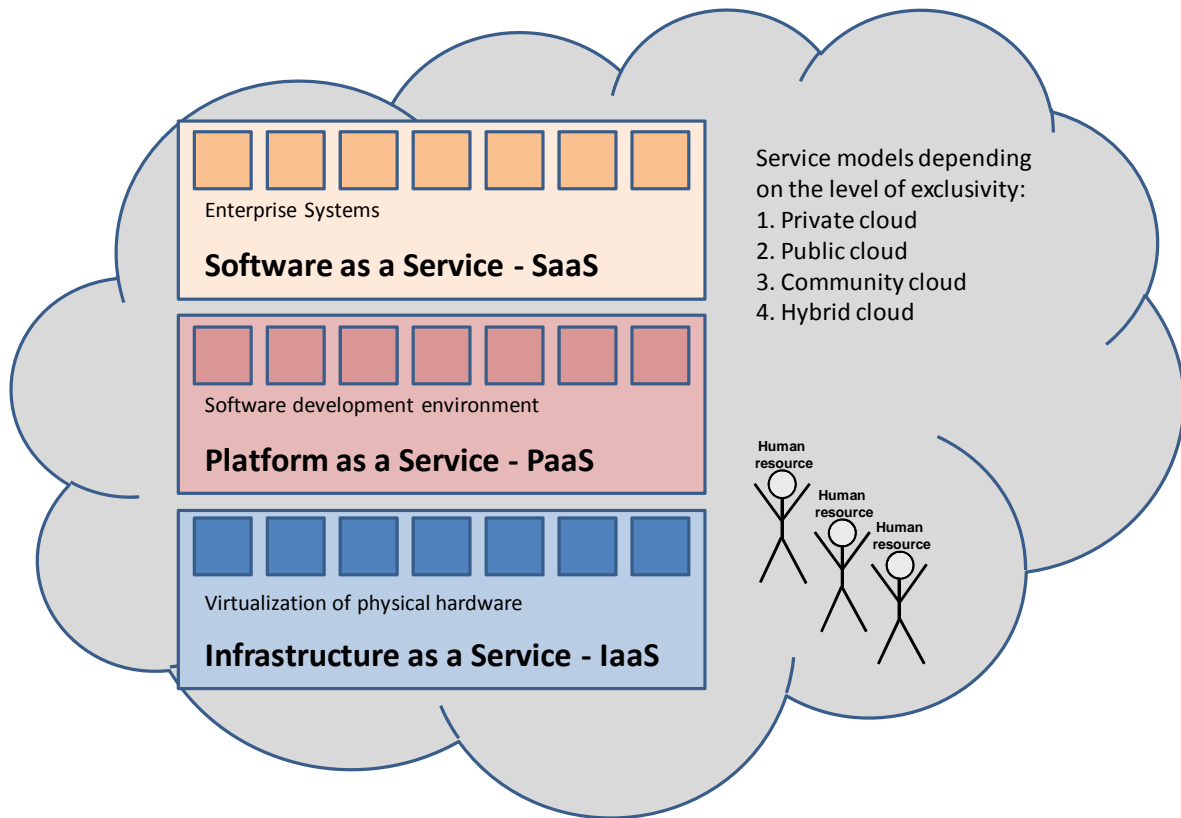 Enterprise Systems
Software as a Service - SaaS
Software development environment
Platform as a Service - PaaS
Virtualization of physical hardware
Infrastructure as a Service - IaaS
Service models depending
on the level of exclusivity:
1. Private cloud
2. Public cloud
3. Community cloud
4. Hybrid cloud
Human
resource
Human
resource
Human
resource